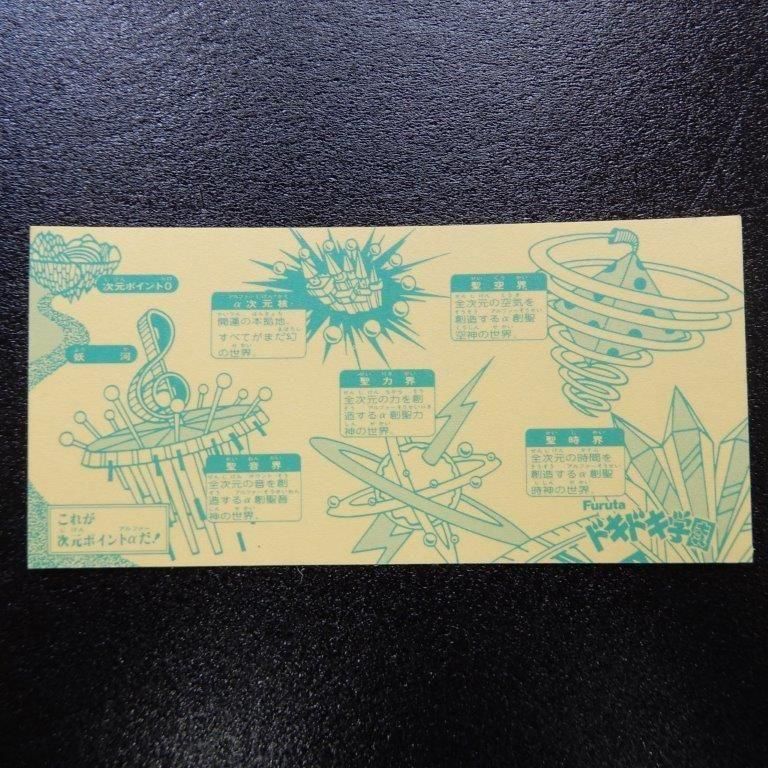 次元ポイント0
妖河
α次元核
開運の本拠地。
すべてがまだ幻
の世界。
聖空界
全次元の空気を
創造するα創聖
空神の世界。
聖力界
全次元の力を創
造するα創聖力
神の世界。
聖音界
全次元の音を創
造するα創聖音
神の世界。
聖時界
全次元の時間を
創造するα創聖
時神の世界。
これが
次元ポイントαだ!
Furuta
ドキドキ学園